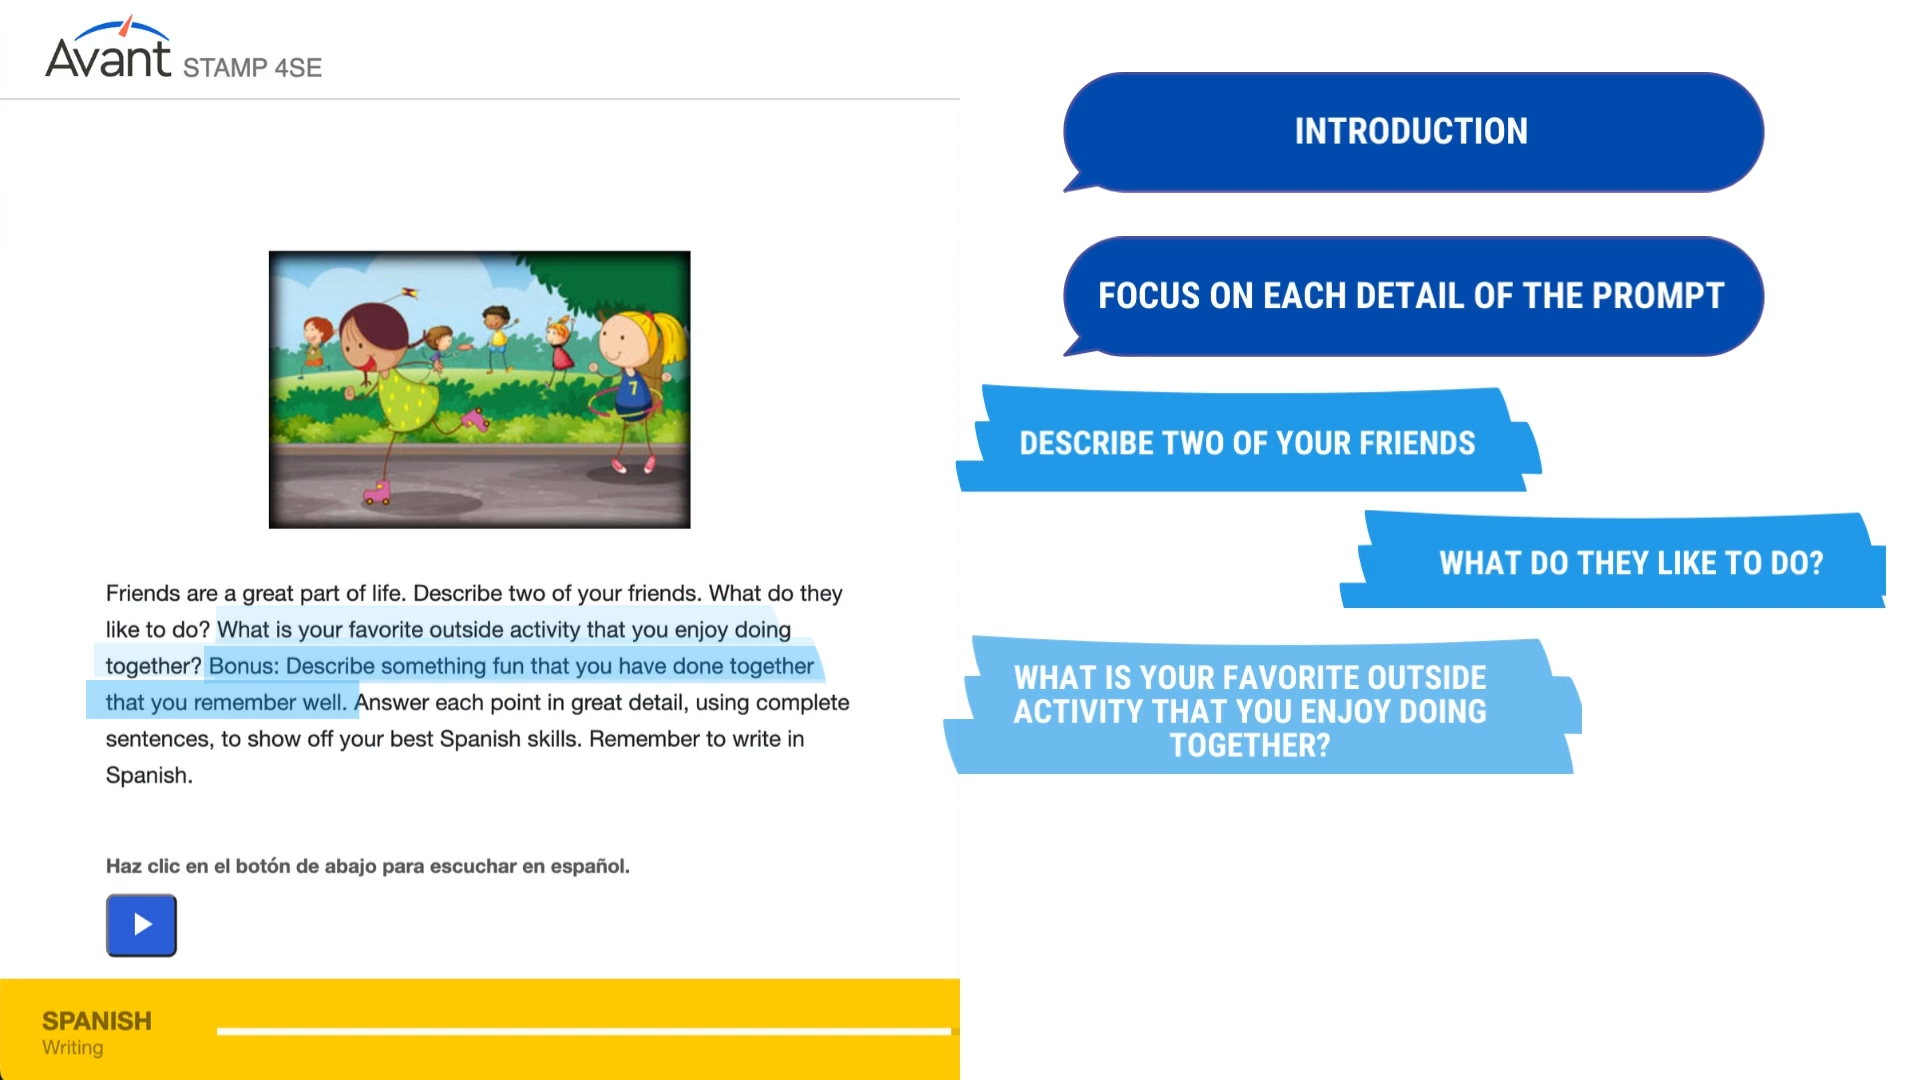 Avant STAMP 4SE
7
Friends are a great part of life. Describe two of your friends. What do they
like to do? What is your favorite outside activity that you enjoy doing
together? Bonus: Describe something fun that you have done together
that you remember well. Answer each point in great detail, using complete
sentences, to show off your best Spanish skills. Remember to write in
Spanish.
Haz clic en el botón de abajo para escuchar en español.
SPANISH
Writing
INTRODUCTION
FOCUS ON EACH DETAIL OF THE PROMPT
DESCRIBE TWO OF YOUR FRIENDS
WHAT DO THEY LIKE TO DO?
WHAT IS YOUR FAVORITE OUTSIDE
ACTIVITY THAT YOU ENJOY DOING
TOGETHER?